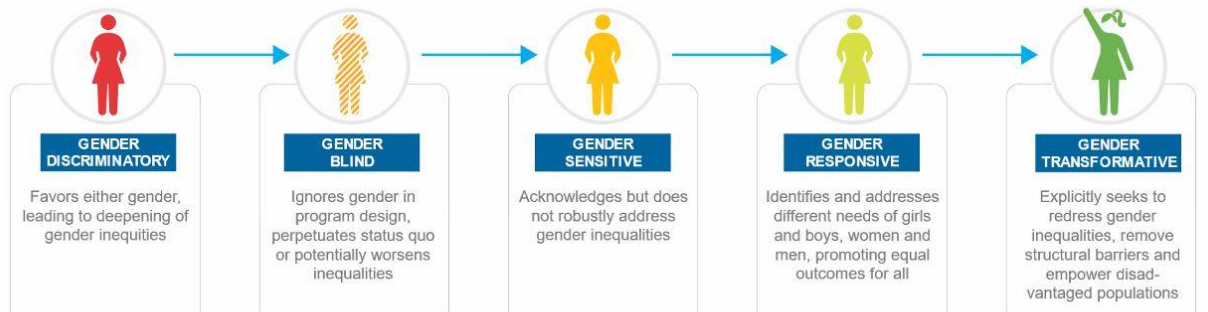 GENDER
DISCRIMINATORY
Favors either gender,
leading to deepening of
gender inequities
GENDER
BLIND
Ignores gender in
program design,
perpetuates status quo
or potentially worsens
inequalities
GENDER
SENSITIVE
Acknowledges but does
not robustly address
gender inequalities
GENDER
RESPONSIVE
Identifies and addresses
different needs of girls
and boys, women and
men, promoting equal
outcomes for all
GENDER
TRANSFORMATIVE
Explicitly seeks to
redress gender
inequalities, remove
structural barriers and
empower disad-
vantaged populations